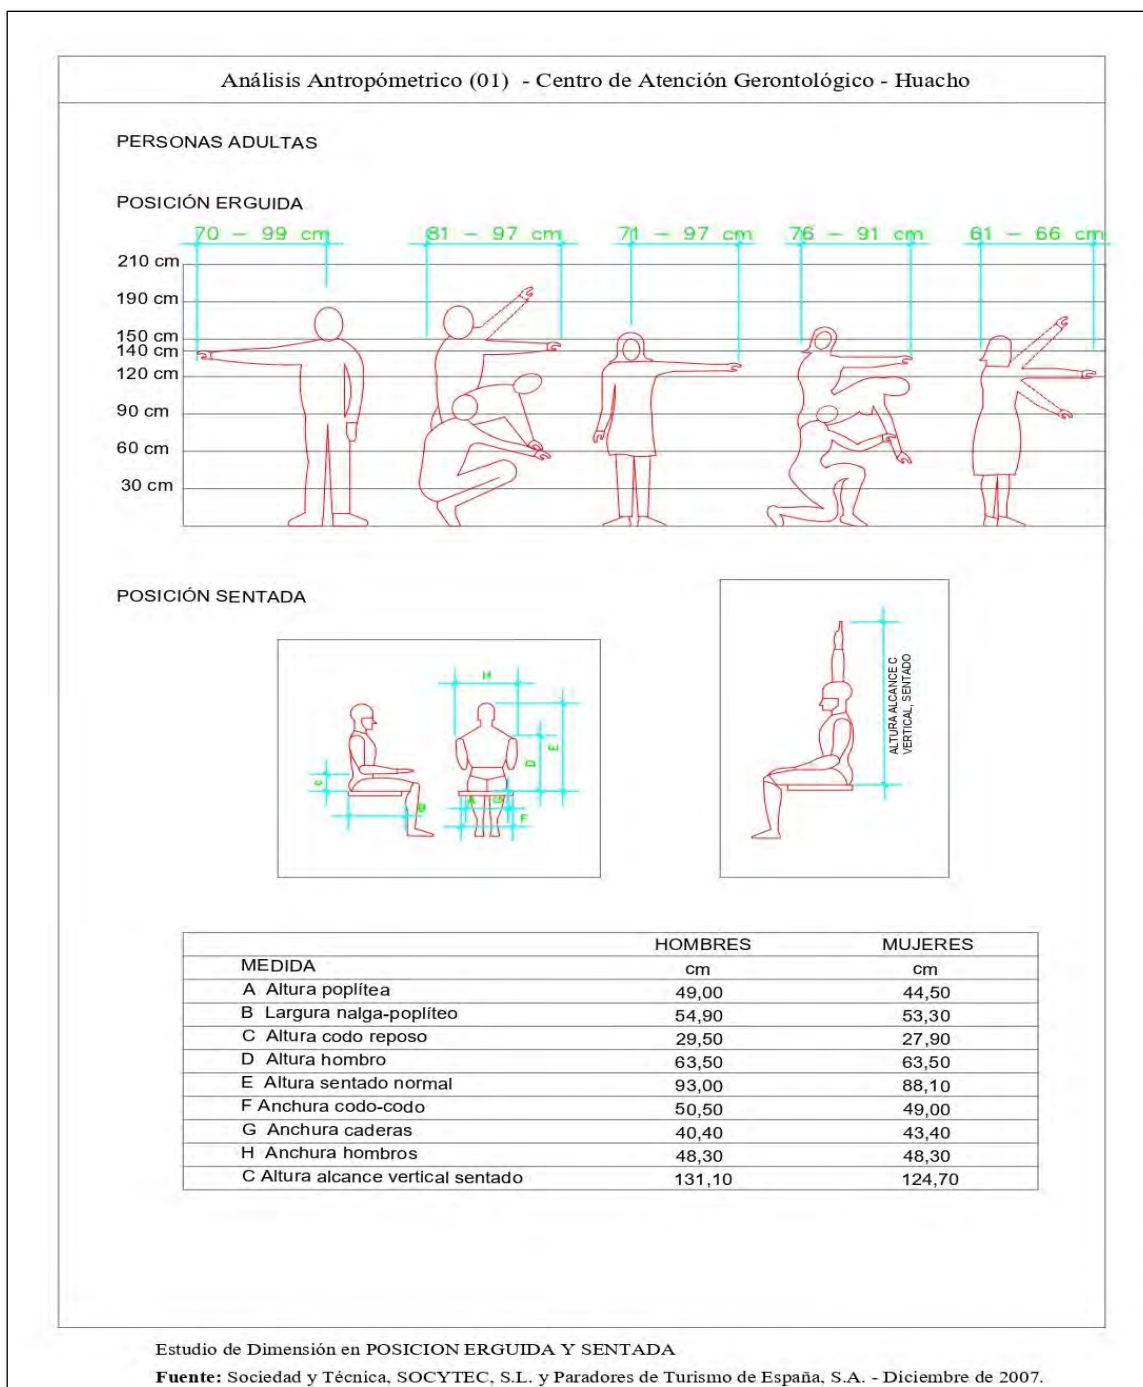 Análisis Antropómetrico (01)  - Centro de Atención Gerontológico - Huacho
PERSONAS ADULTAS
POSICIÓN ERGUIDA
70 - 99 cm 81 - 97 cm 71 - 97 cm 76 - 91 cm 61 - 66 cm
210 cm
190 cm
150 cm
140 cm
120 cm
90 cm
60 cm
30 cm
POSICIÓN SENTADA
H
E
D
C
B
A G
F
ALTURA ALCANCE C
VERTICAL, SENTADO
HOMBRES MUJERES
MEDIDA cm cm
A Altura poplítea 49,00 44,50
B Largura nalga-poplíteo 54,90 53,30
C Altura codo reposo 29,50 27,90
D Altura hombro 63,50 63,50
E Altura sentado normal 93,00 88,10
F Anchura codo-codo 50,50 49,00
G Anchura caderas 40,40 43,40
H Anchura hombros 48,30 48,30
C Altura alcance vertical sentado 131,10 124,70
Estudio de Dimensión en POSICION ERGUIDA Y SENTADA
Fuente: Sociedad y Técnica, SOCYTEC, S.L. y Paradores de Turismo de España, S.A. - Diciembre de 2007.